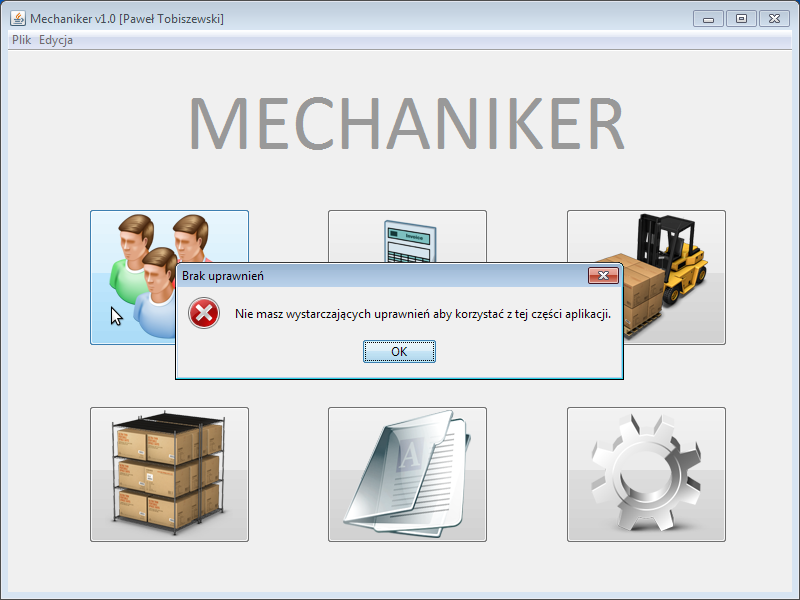 Mechaniker v1.0 [Paweł Tobiszewski]
Plik Edycja
MECHANIKER
Invoice
Brak uprawnień
Nie masz wystarczających uprawnień aby korzystać z tej części aplikacji.
OK
A